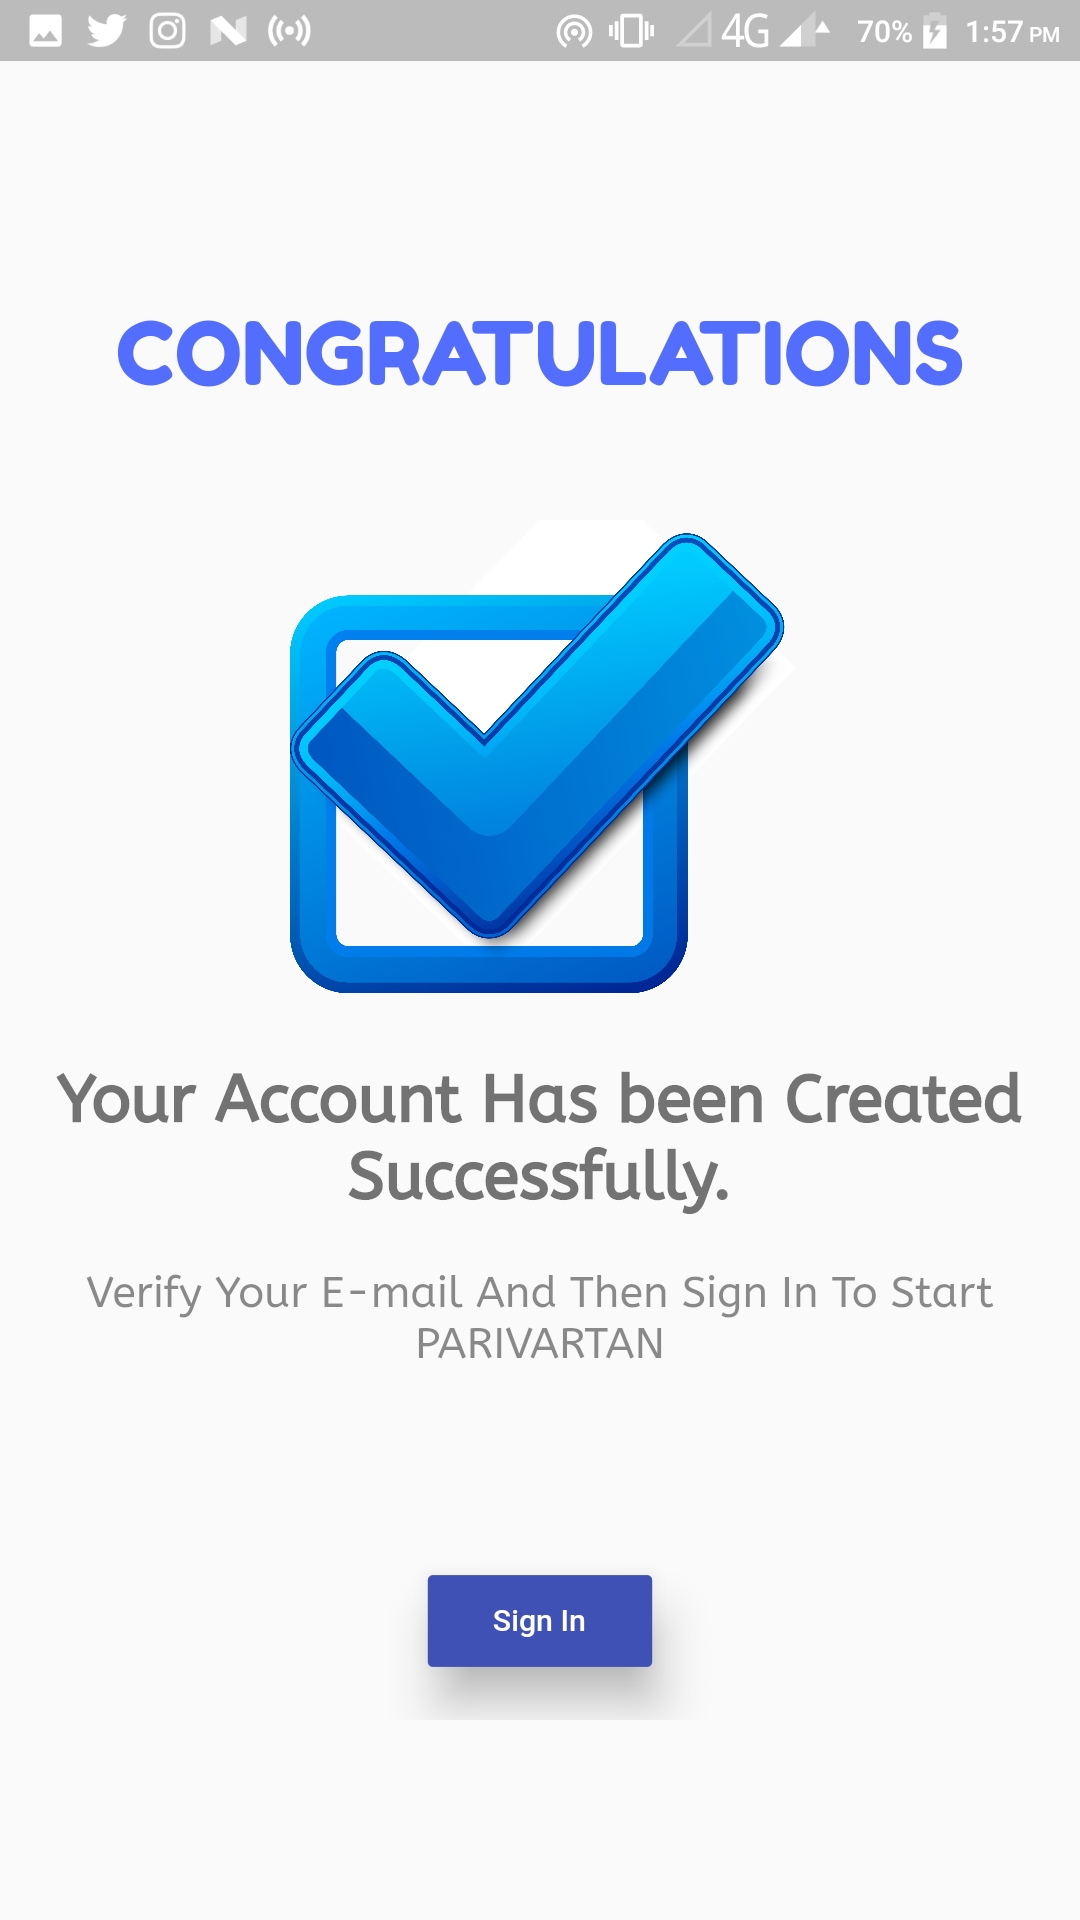 4G 70% 1:57 PM
CONGRATULATIONS
Your Account Has been Created
Successfully.
Verify Your E-mail And Then Sign In To Start
PARIVARTAN
Sign In